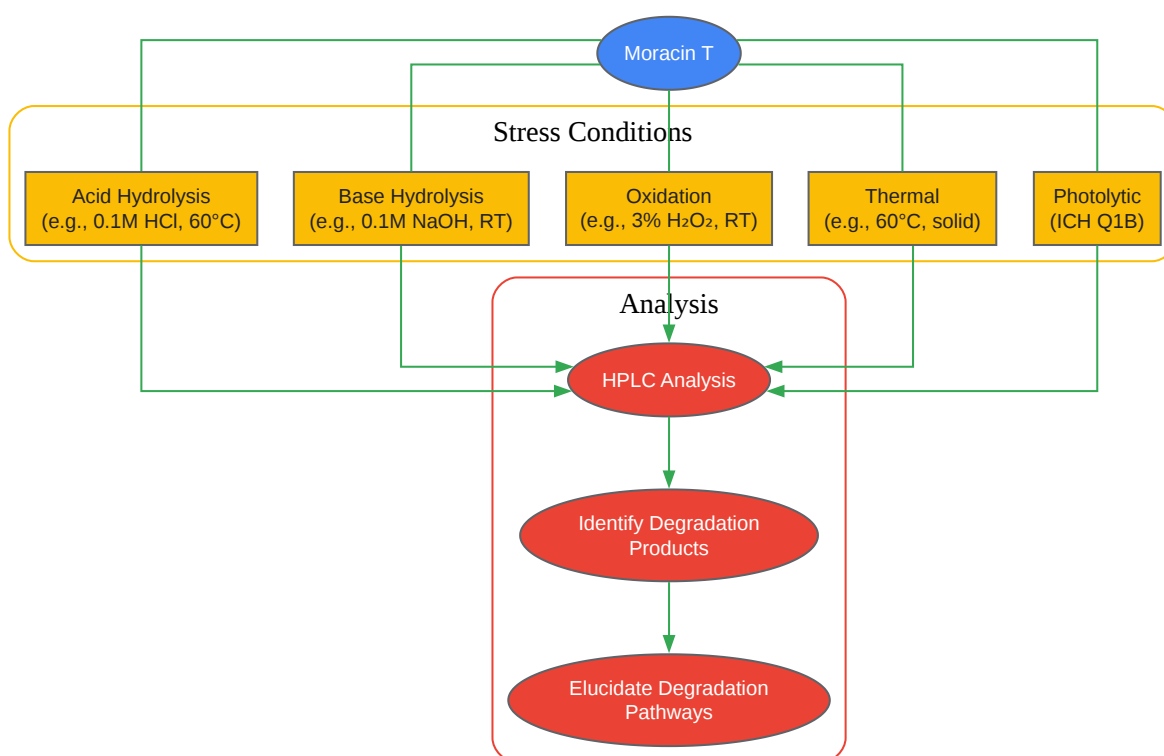 Moracin T
Stress Conditions
Acid Hydrolysis
(e.g., 0.1M HCl, 60°C)
Base Hydrolysis
(e.g., 0.1M NaOH, RT)
Oxidation
(e.g., 3% H₂O₂, RT)
Thermal
(e.g., 60°C, solid)
Photolytic
(ICH Q1B)
Analysis
HPLC Analysis
Identify Degradation
Products
Elucidate Degradation
Pathways